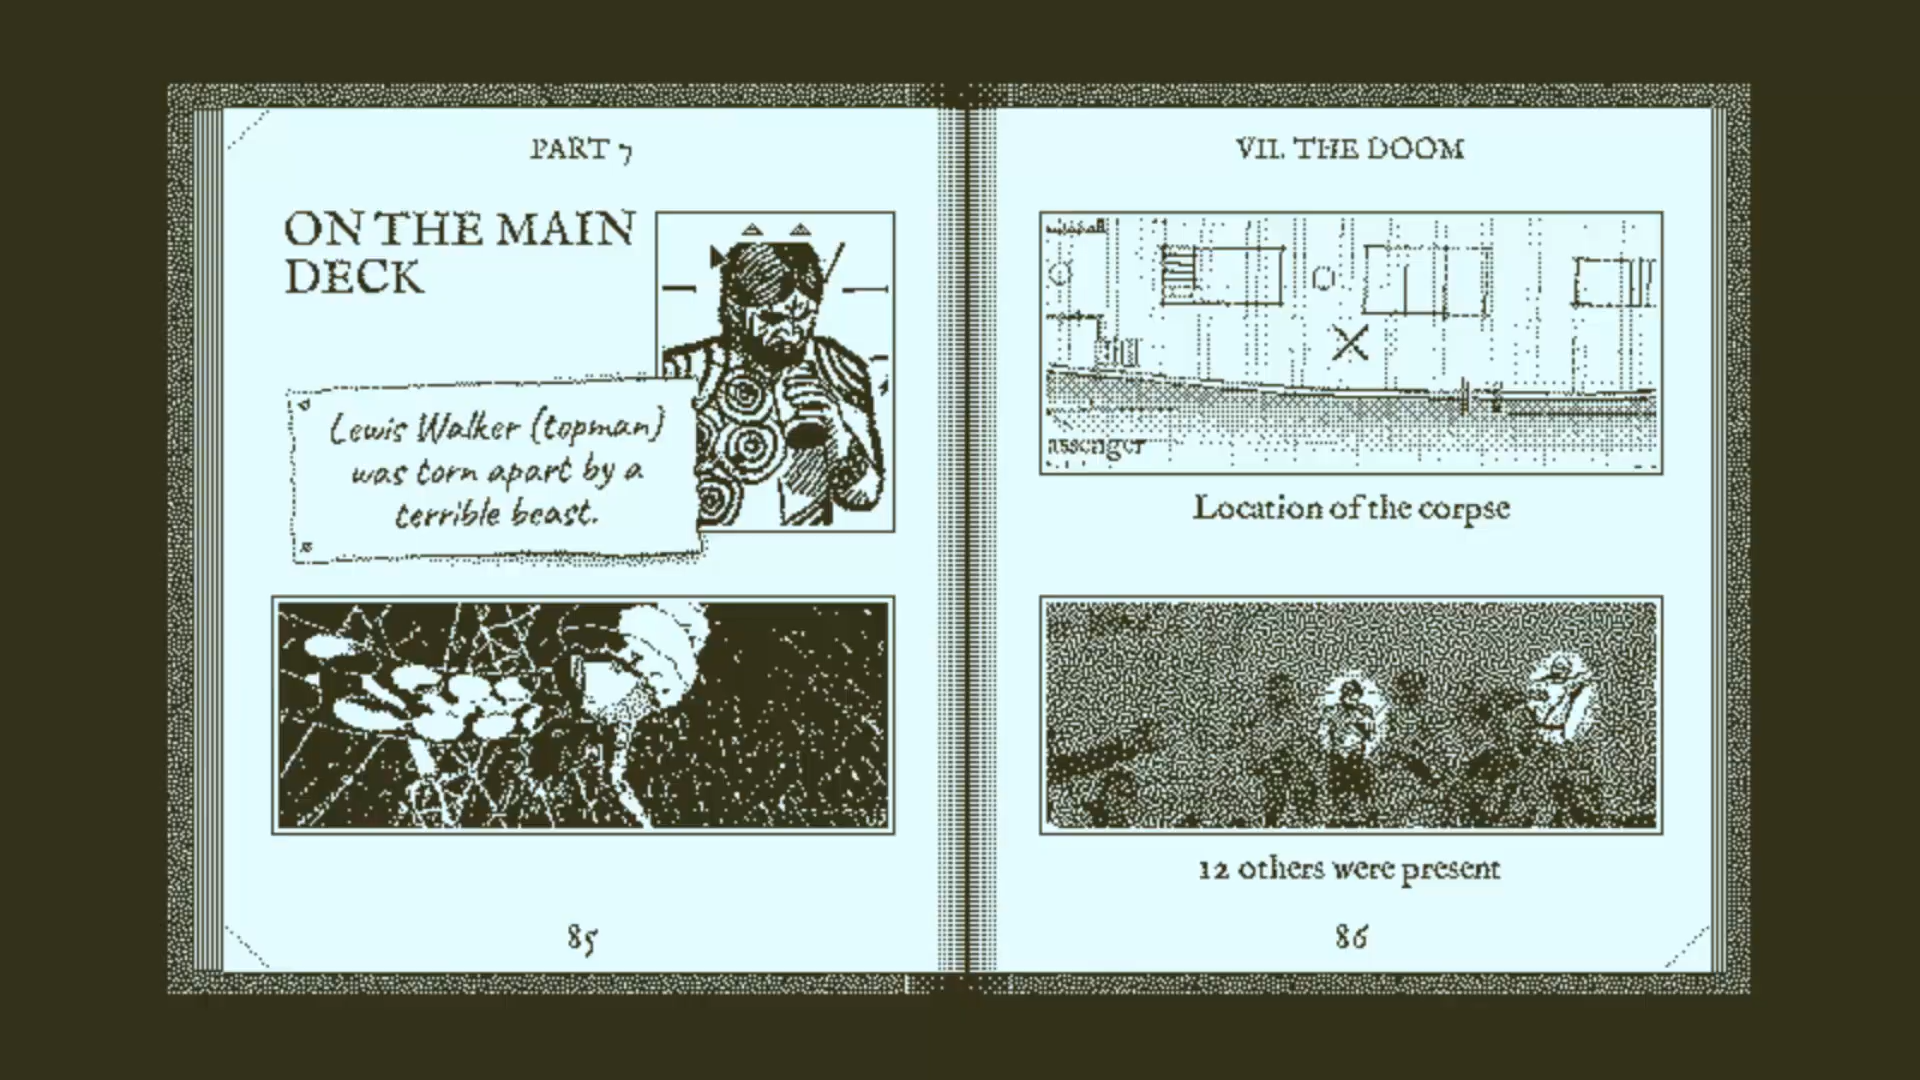 PART 7
ON THE MAIN
DECK
Lewis Walker (topman)
was torn apart by a
terrible beast.
85
VII. THE DOOM
Location of the corpse
12 others were present
86